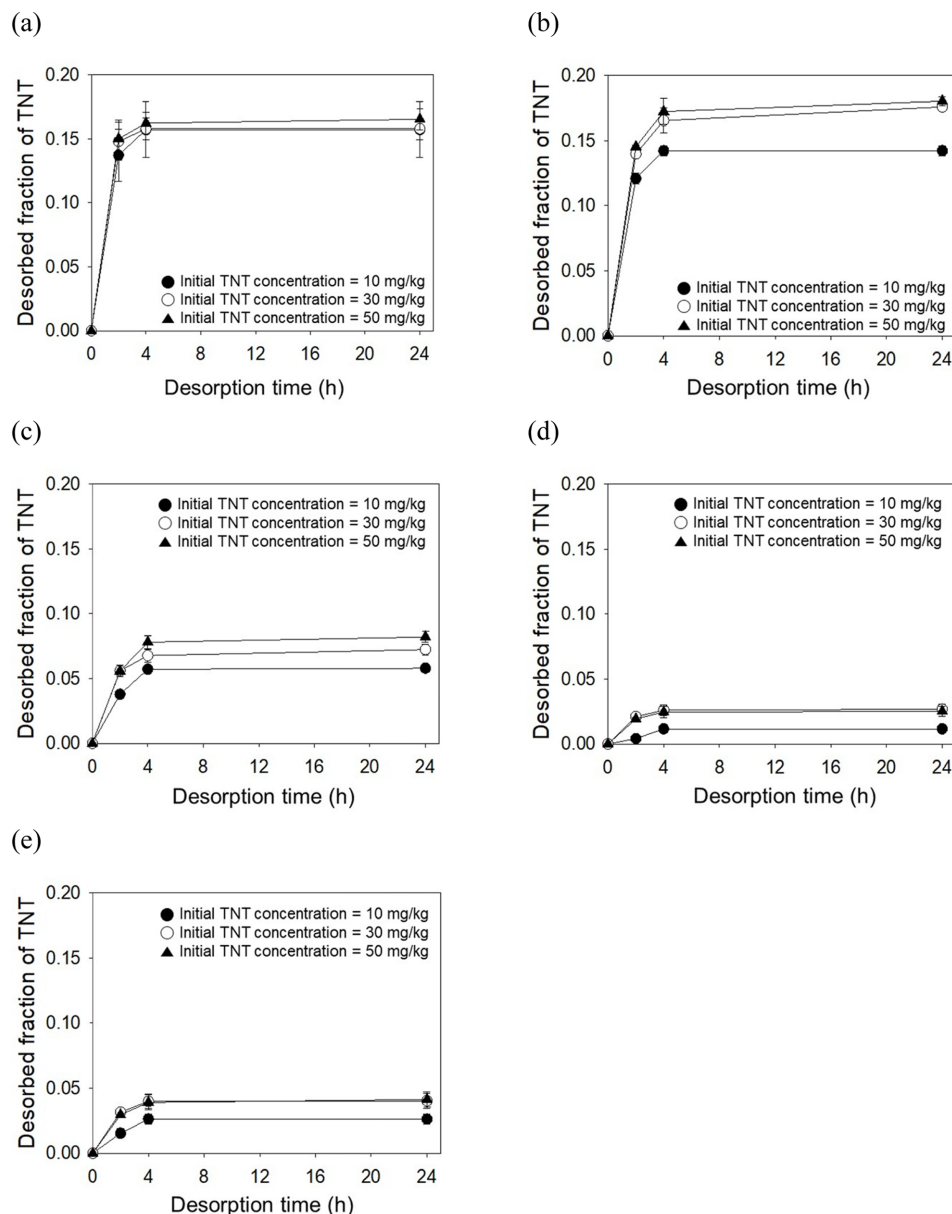 (a)
Desorbed fraction of TNT
0.20
0.15
0.10
0.05
0.00
Initial TNT concentration = 10 mg/kg
Initial TNT concentration = 30 mg/kg
Initial TNT concentration = 50 mg/kg
0 4 8 12 16 20 24
Desorption time (h)
(b)
Desorbed fraction of TNT
0.20
0.15
0.10
0.05
0.00
Initial TNT concentration = 10 mg/kg
Initial TNT concentration = 30 mg/kg
Initial TNT concentration = 50 mg/kg
0 4 8 12 16 20 24
Desorption time (h)
(c)
Desorbed fraction of TNT
0.20
0.15
0.10
0.05
0.00
Initial TNT concentration = 10 mg/kg
Initial TNT concentration = 30 mg/kg
Initial TNT concentration = 50 mg/kg
0 4 8 12 16 20 24
Desorption time (h)
(d)
Desorbed fraction of TNT
0.20
0.15
0.10
0.05
0.00
Initial TNT concentration = 10 mg/kg
Initial TNT concentration = 30 mg/kg
Initial TNT concentration = 50 mg/kg
0 4 8 12 16 20 24
Desorption time (h)
(e)
Desorbed fraction of TNT
0.20
0.15
0.10
0.05
0.00
Initial TNT concentration = 10 mg/kg
Initial TNT concentration = 30 mg/kg
Initial TNT concentration = 50 mg/kg
0 4 8 12 16 20 24
Desorption time (h)